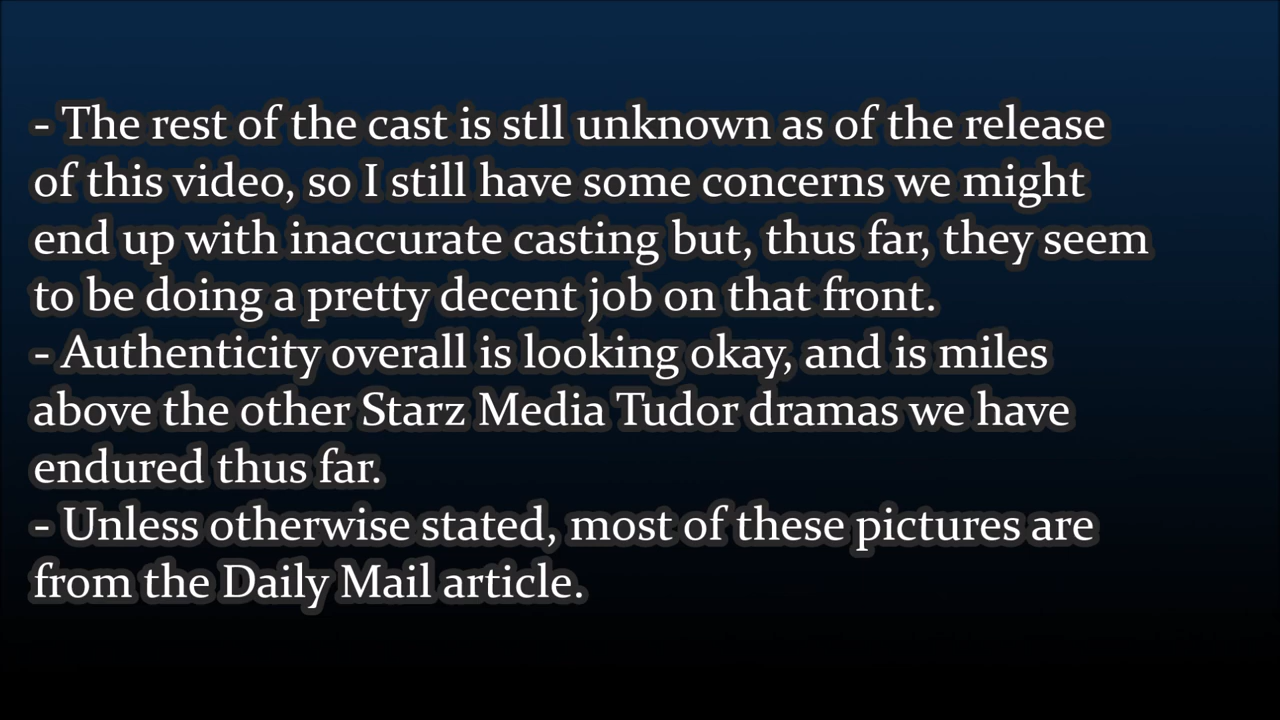 - The rest of the cast is stll unknown as of the release
of this video, so I still have some concerns we might
end up with inaccurate casting but, thus far, they seem
to be doing a pretty decent job on that front.
- Authenticity overall is looking okay, and is miles
above the other Starz Media Tudor dramas we have
endured thus far.
- Unless otherwise stated, most of these pictures are
from the Daily Mail article.